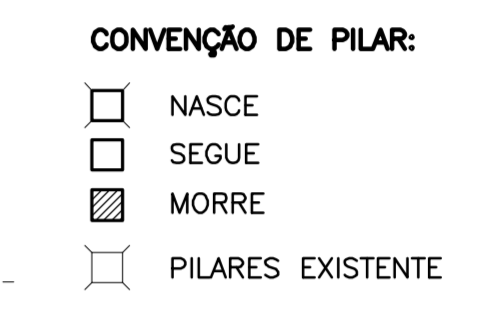 CONVENÇÃO DE PILAR:
NASCE
SEGUE
MORRE
PILARES EXISTENTE